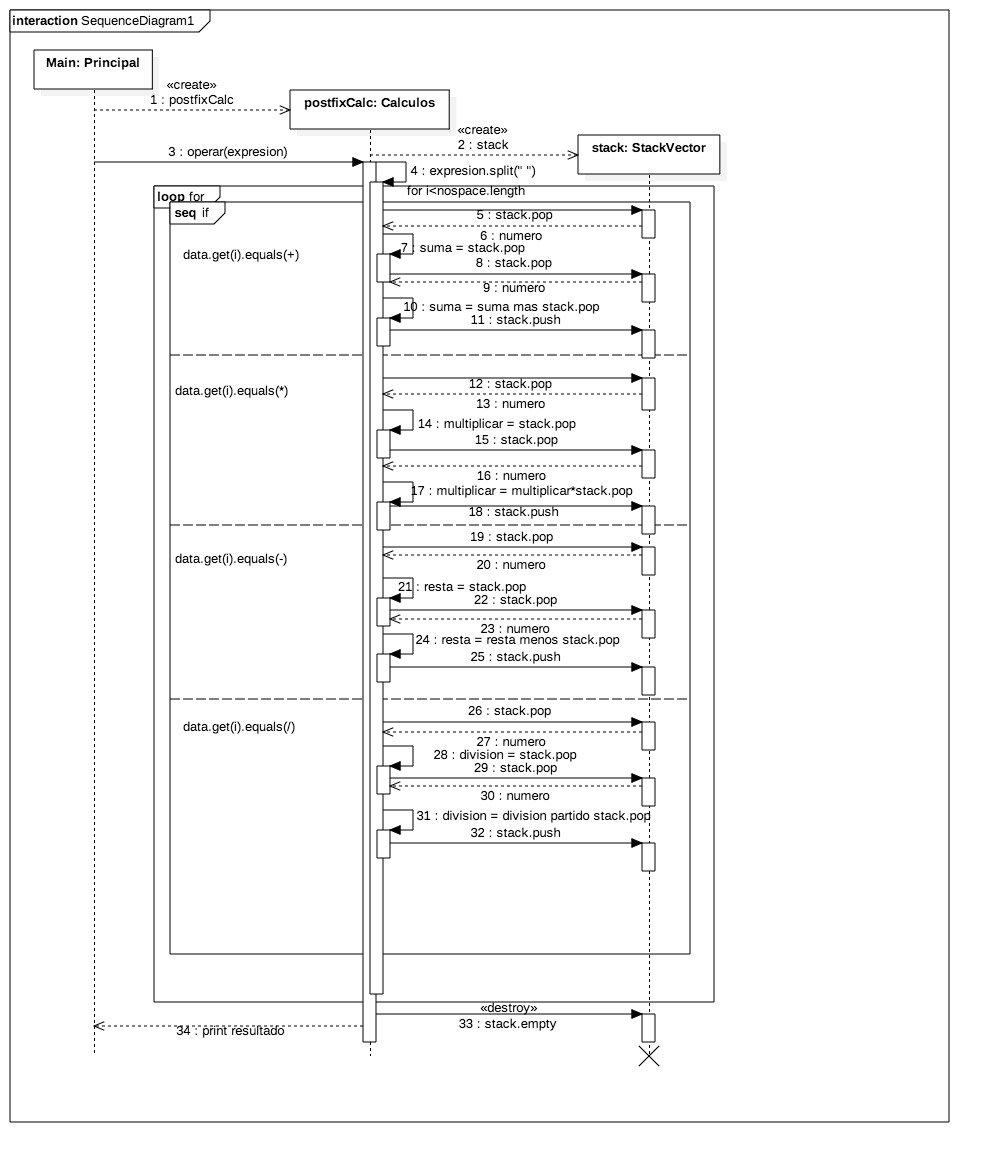 interaction SequenceDiagram1
Main: Principal
«create»
1 : postfixCalc
postfixCalc: Calculos
«create»
2 : stack
stack: StackVector
3 : operar(expresion)
4 : expresion.split(" ")
loop for
for i<nospace.length
seq if
5 : stack.pop
6 : numero
data.get(i).equals(+)
7 : suma = stack.pop
8 : stack.pop
9 : numero
10 : suma = suma mas stack.pop
11 : stack.push
data.get(i).equals(*)
12 : stack.pop
13 : numero
14 : multiplicar = stack.pop
15 : stack.pop
16 : numero
17 : multiplicar = multiplicar*stack.pop
18 : stack.push
19 : stack.pop
data.get(i).equals(-)
20 : numero
21 : resta = stack.pop
22 : stack.pop
23 : numero
24 : resta = resta menos stack.pop
25 : stack.push
26 : stack.pop
data.get(i).equals(/)
27 : numero
28 : division = stack.pop
29 : stack.pop
30 : numero
31 : division = division partido stack.pop
32 : stack.push
«destroy»
33 : stack.empty
34 : print resultado